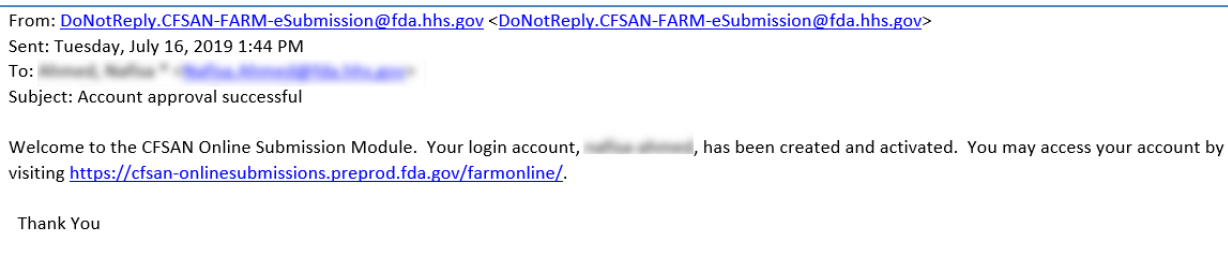 From: DoNotReply.CFSAN-FARM-eSubmission@fda.hhs.gov <DoNotReply.CFSAN-FARM-eSubmission@fda.hhs.gov>
Sent: Tuesday, July 16, 2019 1:44 PM
To:
Subject: Account approval successful
Welcome to the CFSAN Online Submission Module. Your login account, , has been created and activated. You may access your account by
visiting https://cfsan-onlinesubmissions.preprod.fda.gov/farmonline/.
Thank You